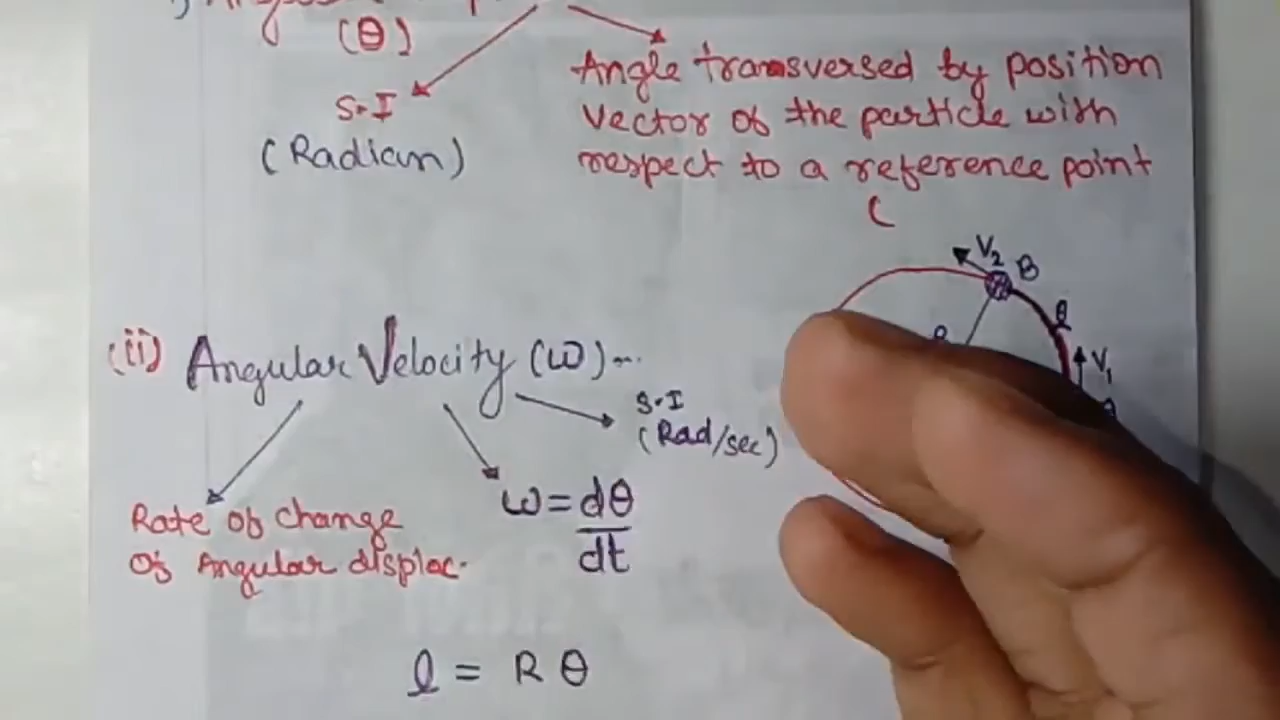 (θ)
S.I
(Radian)
Angle transversed by position
Vector of the particle with
respect to a reference point
V₂ B
l
V₁
(ii) Angular Velocity (ω) ...
S.I
(Rad/sec)
Rate of change
of Angular displac.
ω = dθ
dt
l = R θ